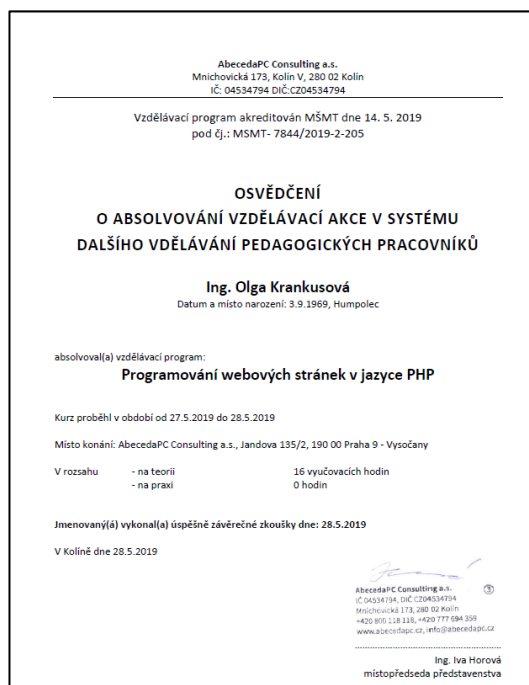 AbecedaPC Consulting a.s.
Mnichovická 173, Kolín V, 280 02 Kolín
IČ: 04534794 DIČ:CZ04534794
Vzdělávací program akreditován MŠMT dne 14. 5. 2019
pod čj.: MSMT- 7844/2019-2-205
OSVĚDČENÍ
O ABSOLVOVÁNÍ VZDĚLÁVACÍ AKCE V SYSTÉMU
DALŠÍHO VDĚLÁVÁNÍ PEDAGOGICKÝCH PRACOVNÍKŮ
Ing. Olga Krankusová
Datum a místo narození: 3.9.1969, Humpolec
absolvoval(a) vzdělávací program:
Programování webových stránek v jazyce PHP
Kurz proběhl v období od 27.5.2019 do 28.5.2019
Místo konání: AbecedaPC Consulting a.s., Jandova 135/2, 190 00 Praha 9 - Vysočany
V rozsahu - na teorii 16 vyučovacích hodin
- na praxi 0 hodin
Jmenovaný(á) vykonal(a) úspěšně závěrečné zkoušky dne: 28.5.2019
V Kolíně dne 28.5.2019
AbecedaPC Consulting a.s. ③
IČ 04534794, DIČ CZ04534794
Mnichovická 173, 280 02 Kolín
+420 800 118 118, +420 777 694 359
www.abecedapc.cz, info@abecedapc.cz
Ing. Iva Horová
místopředseda představenstva